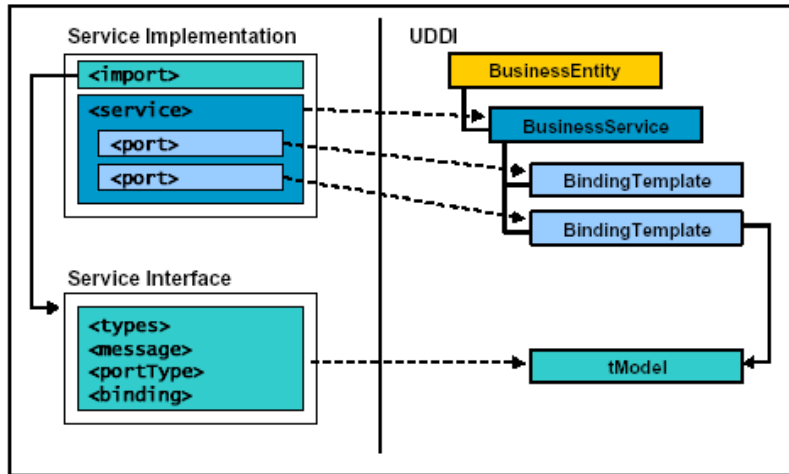 Service Implementation
<import>
<service>
<port>
<port>
Service Interface
<types>
<message>
<portType>
<binding>
UDDI
BusinessEntity
BusinessService
BindingTemplate
BindingTemplate
tModel